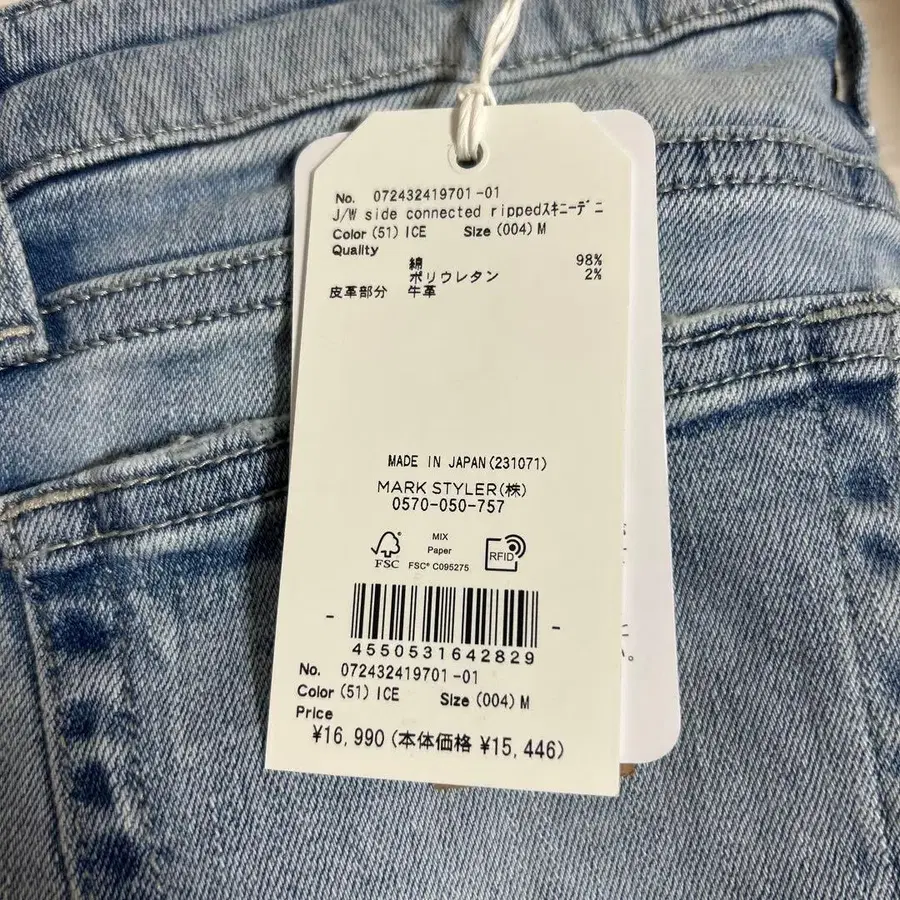 No. 072432419701-01
J/W side connected rippedスキニーデニ
Color (51) ICE Size (004) M
Quality
綿 98%
ポリウレタン 2%
皮革部分 牛革
MADE IN JAPAN(231071)
MARK STYLER(株)
0570-050-757
FSC
MIX
Paper
FSC® C095275
RFID
4550531642829
No. 072432419701-01
Color (51) ICE Size (004) M
Price
¥16,990 (本体価格 ¥15,446)